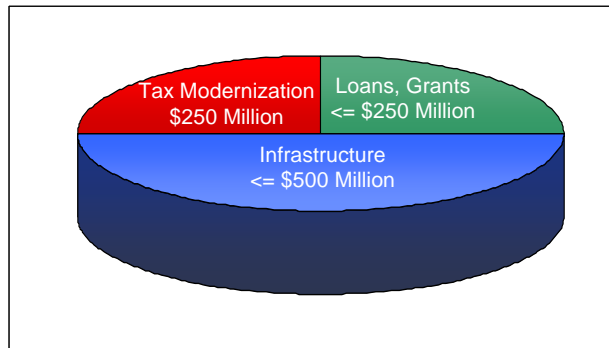 Tax Modernization
$250 Million
Loans, Grants
<= $250 Million
Infrastructure
<= $500 Million